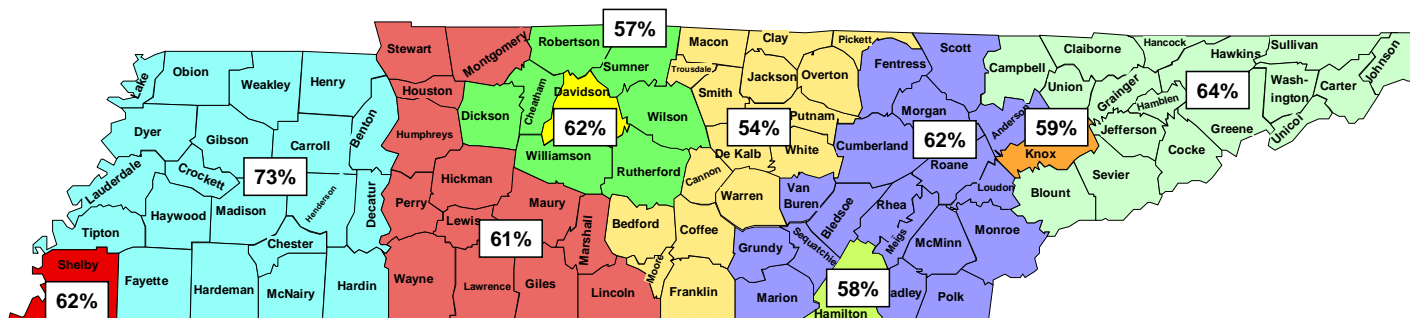 57%
Stewart
Montgomery
Robertson
Sumner
Macon
Clay
Pickett
Scott
Claiborne
Hancock
Hawkins
Sullivan
Johnson
Lake
Obion
Weakley
Henry
Houston
Cheatham
Davidson
Trousdale
Jackson
Overton
Fentress
Campbell
Union
Grainger
Hamblen
64%
Wash-
ington
Carter
Unicoi
Benton
Dickson
Wilson
Smith
Putnam
Morgan
Anderson
Dyer
Gibson
Carroll
Humphreys
62%
54%
62%
59%
Jefferson
Greene
Cocke
Williamson
Rutherford
De Kalb
White
Cumberland
Roane
Knox
Sevier
Lauderdale
Crockett
73%
Henderson
Decatur
Hickman
Cannon
Warren
Van
Buren
Bledsoe
Rhea
Loudon
Blount
Tipton
Haywood
Madison
Perry
Lewis
Maury
Marshall
Bedford
Coffee
Grundy
Sequatchie
Meigs
McMinn
Monroe
Chester
61%
Moore
Shelby
62%
Fayette
Hardeman
McNairy
Hardin
Wayne
Lawrence
Giles
Lincoln
Franklin
Marion
58%
Hamilton
adley
Polk